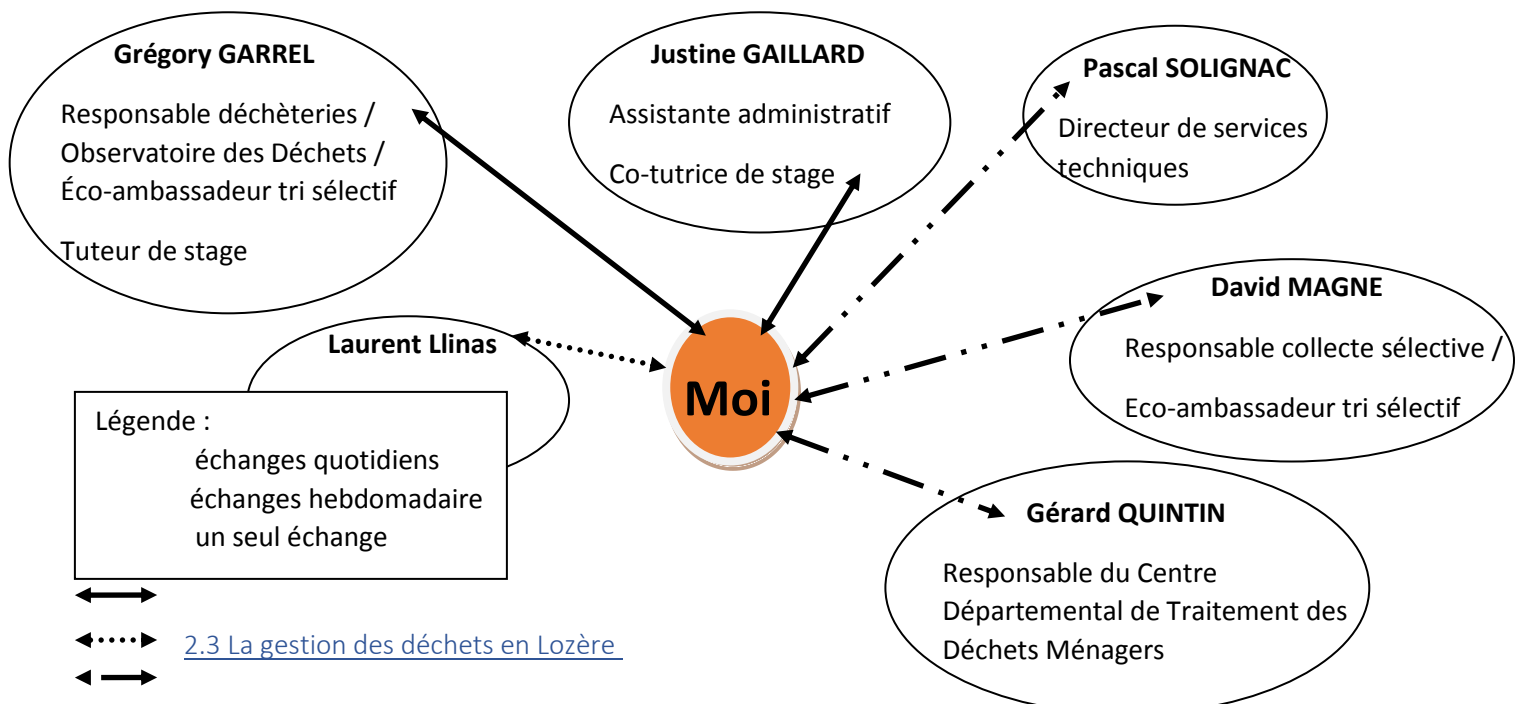 Grégory GARREL
Responsable déchèteries /
Observatoire des Déchets /
Éco-ambassadeur tri sélectif
Tuteur de stage
Justine GAILLARD
Assistante administratif
Co-tutrice de stage
Pascal SOLIGNAC
Directeur de services
techniques
David MAGNE
Responsable collecte sélective /
Eco-ambassadeur tri sélectif
Laurent Llinas
Moi
Légende :
échanges quotidiens
échanges hebdomadaire
un seul échange
Gérard QUINTIN
Responsable du Centre
Départemental de Traitement des
Déchets Ménagers
2.3 La gestion des déchets en Lozère